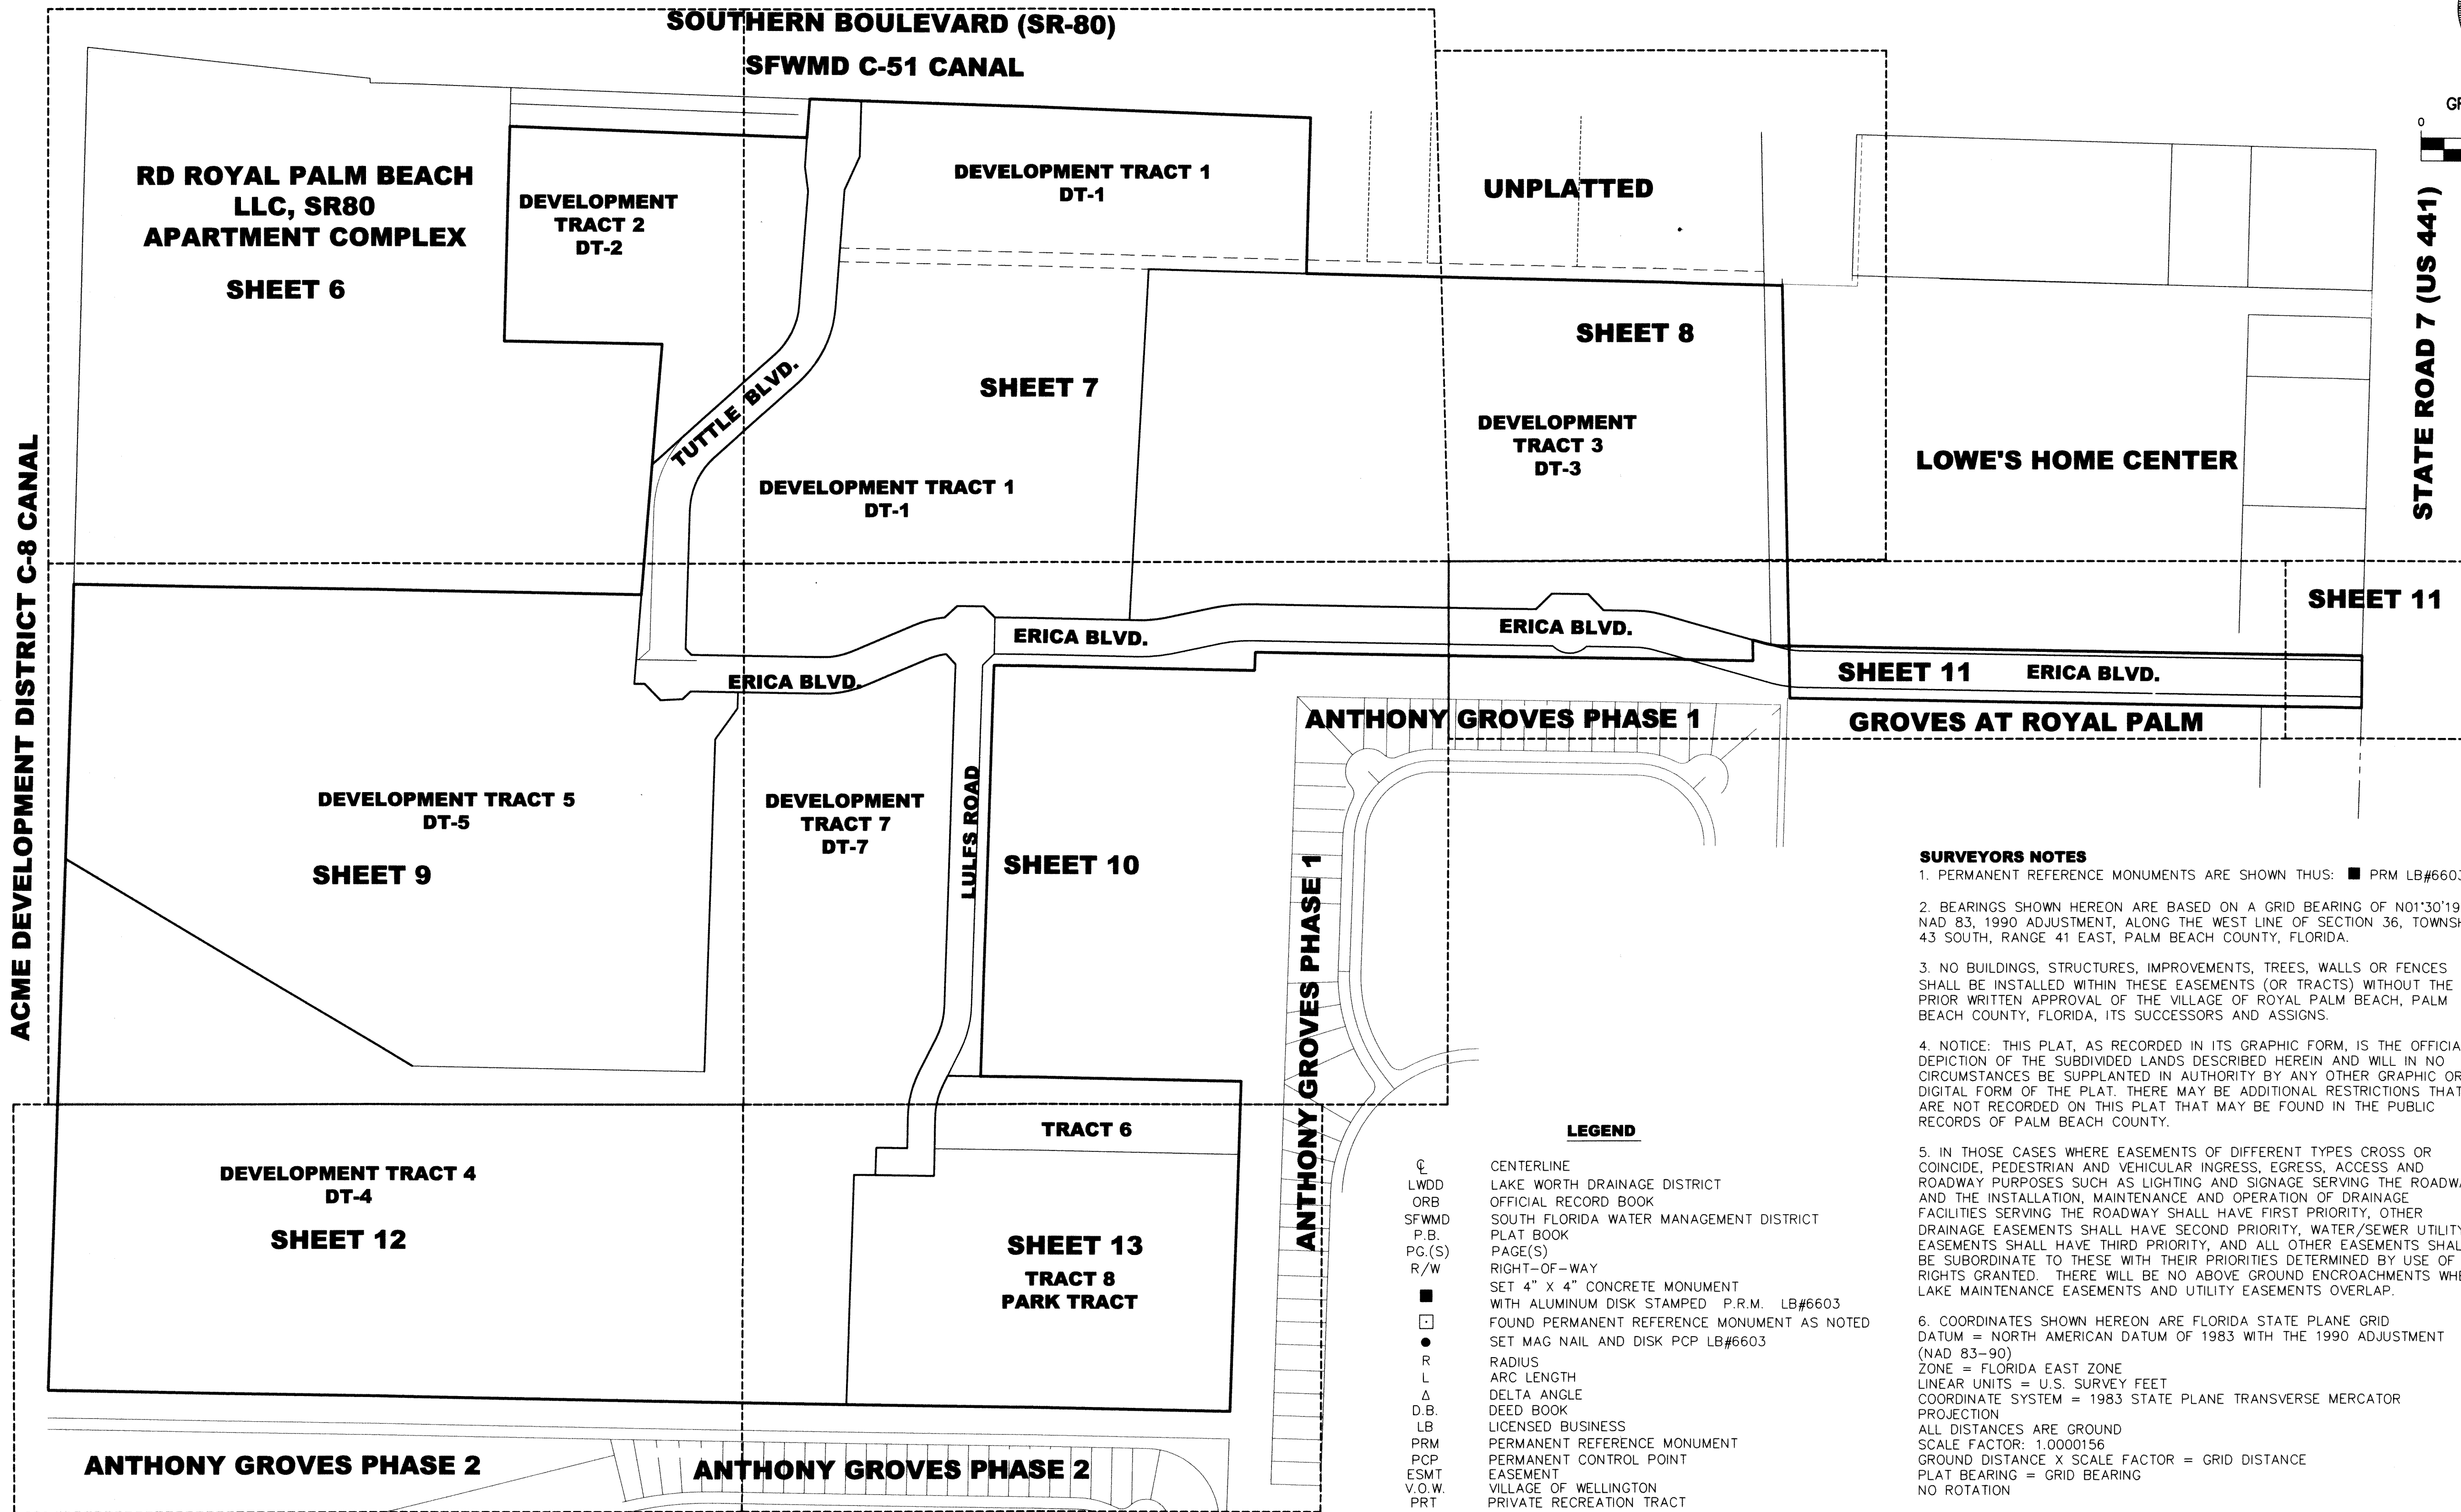 SOUTHERN BOULEVARD (SR-80)
SFWMD C-51 CANAL
0
RD ROYAL PALM BEACH
LLC, SR80
APARTMENT COMPLEX
SHEET 6
DEVELOPMENT
TRACT 2
DT-2
DEVELOPMENT TRACT 1
DT-1
UNPLATTED
STATE ROAD 7 (US 441)
TUTTLE BLVD.
SHEET 7
SHEET 8
DEVELOPMENT
TRACT 3
DT-3
DEVELOPMENT TRACT 1
DT-1
LOWE'S HOME CENTER
ACME DEVELOPMENT DISTRICT C-8 CANAL
SHEET 11
ERICA BLVD.
ERICA BLVD.
ERICA BLVD.
SHEET 11
ERICA BLVD.
ANTHONY GROVES PHASE 1
GROVES AT ROYAL PALM
DEVELOPMENT TRACT 5
DT-5
SHEET 9
DEVELOPMENT
TRACT 7
DT-7
LULFS ROAD
SHEET 10
ANTHONY GROVES PHASE 1
TRACT 6
DEVELOPMENT TRACT 4
DT-4
SHEET 12
SHEET 13
TRACT 8
PARK TRACT
ANTHONY GROVES PHASE 2
ANTHONY GROVES PHASE 2
LEGEND
℄ CENTERLINE
LWDD LAKE WORTH DRAINAGE DISTRICT
ORB OFFICIAL RECORD BOOK
SFWMD SOUTH FLORIDA WATER MANAGEMENT DISTRICT
P.B. PLAT BOOK
PG.(S) PAGE(S)
R/W RIGHT-OF-WAY
SET 4" X 4" CONCRETE MONUMENT
■ WITH ALUMINUM DISK STAMPED P.R.M. LB#6603
⊡ FOUND PERMANENT REFERENCE MONUMENT AS NOTED
● SET MAG NAIL AND DISK PCP LB#6603
R RADIUS
L ARC LENGTH
Δ DELTA ANGLE
D.B. DEED BOOK
LB LICENSED BUSINESS
PRM PERMANENT REFERENCE MONUMENT
PCP PERMANENT CONTROL POINT
ESMT EASEMENT
V.O.W. VILLAGE OF WELLINGTON
PRT PRIVATE RECREATION TRACT
SURVEYORS NOTES
1. PERMANENT REFERENCE MONUMENTS ARE SHOWN THUS: ■ PRM LB#6603
2. BEARINGS SHOWN HEREON ARE BASED ON A GRID BEARING OF N01°30'19
NAD 83, 1990 ADJUSTMENT, ALONG THE WEST LINE OF SECTION 36, TOWNSH
43 SOUTH, RANGE 41 EAST, PALM BEACH COUNTY, FLORIDA.
3. NO BUILDINGS, STRUCTURES, IMPROVEMENTS, TREES, WALLS OR FENCES
SHALL BE INSTALLED WITHIN THESE EASEMENTS (OR TRACTS) WITHOUT THE
PRIOR WRITTEN APPROVAL OF THE VILLAGE OF ROYAL PALM BEACH, PALM
BEACH COUNTY, FLORIDA, ITS SUCCESSORS AND ASSIGNS.
4. NOTICE: THIS PLAT, AS RECORDED IN ITS GRAPHIC FORM, IS THE OFFICIA
DEPICTION OF THE SUBDIVIDED LANDS DESCRIBED HEREIN AND WILL IN NO
CIRCUMSTANCES BE SUPPLANTED IN AUTHORITY BY ANY OTHER GRAPHIC OR
DIGITAL FORM OF THE PLAT. THERE MAY BE ADDITIONAL RESTRICTIONS THAT
ARE NOT RECORDED ON THIS PLAT THAT MAY BE FOUND IN THE PUBLIC
RECORDS OF PALM BEACH COUNTY.
5. IN THOSE CASES WHERE EASEMENTS OF DIFFERENT TYPES CROSS OR
COINCIDE, PEDESTRIAN AND VEHICULAR INGRESS, EGRESS, ACCESS AND
ROADWAY PURPOSES SUCH AS LIGHTING AND SIGNAGE SERVING THE ROADWA
AND THE INSTALLATION, MAINTENANCE AND OPERATION OF DRAINAGE
FACILITIES SERVING THE ROADWAY SHALL HAVE FIRST PRIORITY, OTHER
DRAINAGE EASEMENTS SHALL HAVE SECOND PRIORITY, WATER/SEWER UTILITY
EASEMENTS SHALL HAVE THIRD PRIORITY, AND ALL OTHER EASEMENTS SHAL
BE SUBORDINATE TO THESE WITH THEIR PRIORITIES DETERMINED BY USE OF
RIGHTS GRANTED. THERE WILL BE NO ABOVE GROUND ENCROACHMENTS WHE
LAKE MAINTENANCE EASEMENTS AND UTILITY EASEMENTS OVERLAP.
6. COORDINATES SHOWN HEREON ARE FLORIDA STATE PLANE GRID
DATUM = NORTH AMERICAN DATUM OF 1983 WITH THE 1990 ADJUSTMENT
(NAD 83-90)
ZONE = FLORIDA EAST ZONE
LINEAR UNITS = U.S. SURVEY FEET
COORDINATE SYSTEM = 1983 STATE PLANE TRANSVERSE MERCATOR
PROJECTION
ALL DISTANCES ARE GROUND
SCALE FACTOR: 1.0000156
GROUND DISTANCE X SCALE FACTOR = GRID DISTANCE
PLAT BEARING = GRID BEARING
NO ROTATION